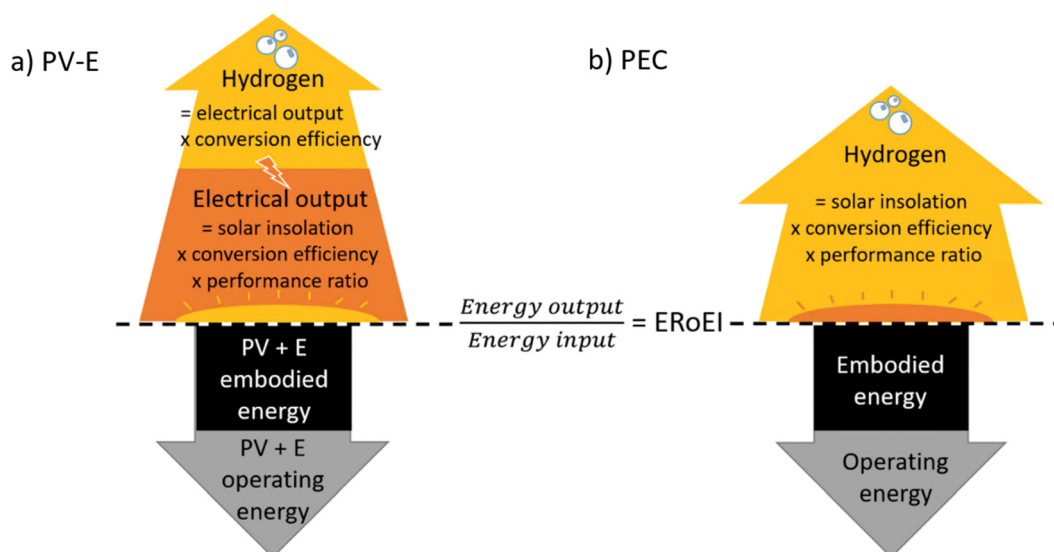 a) PV-E
Hydrogen
= electrical output
x conversion efficiency
Electrical output
= solar insolation
x conversion efficiency
x performance ratio
PV + E
embodied
energy
PV + E
operating
energy
Energy output
Energy input
= ERoEI
b) PEC
Hydrogen
= solar insolation
x conversion efficiency
x performance ratio
Embodied
energy
Operating
energy